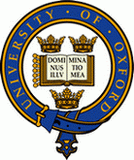 UNIVERSITY · OF · OXFORD
DOMI MINA
NUS TIO
ILLV MEA